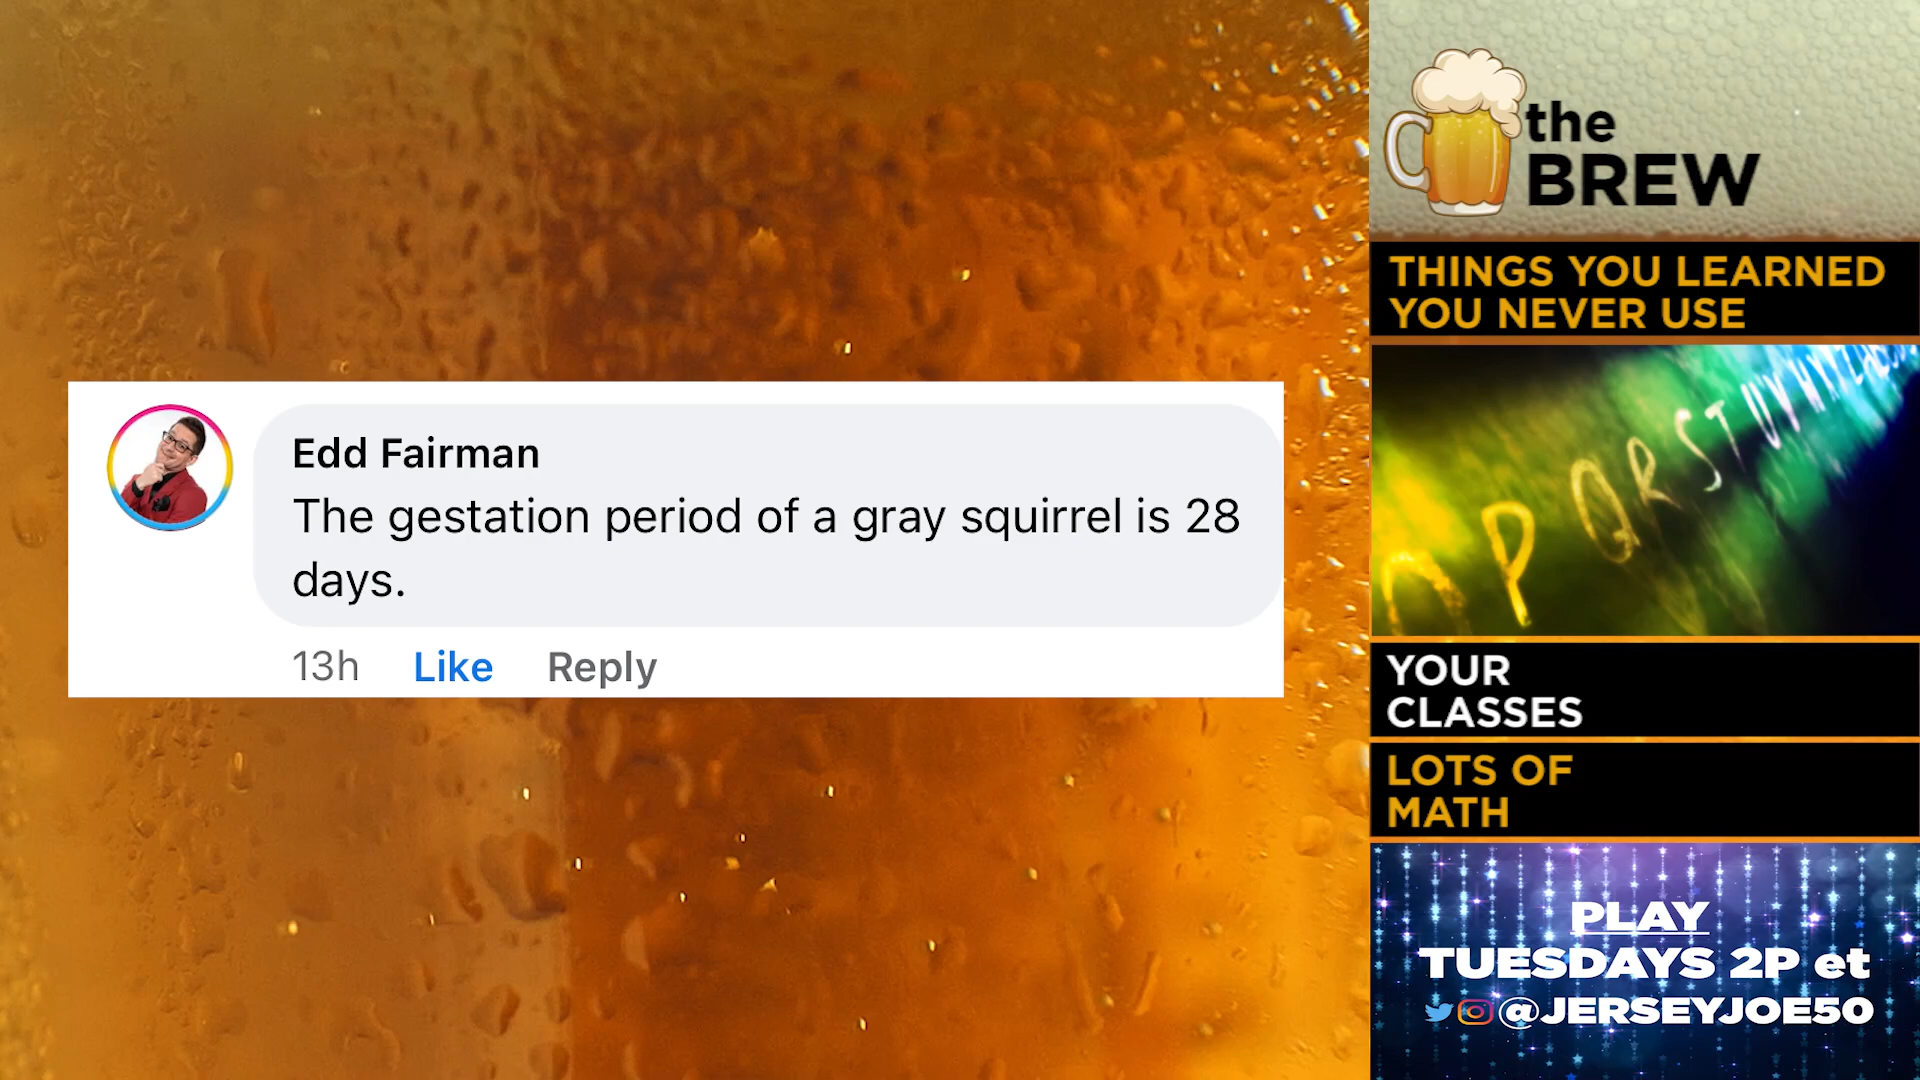 Edd Fairman
The gestation period of a gray squirrel is 28
days.
13h Like Reply
the
BREW
THINGS YOU LEARNED
YOU NEVER USE
P Q R S T U V W
YOUR
CLASSES
LOTS OF
MATH
PLAY
TUESDAYS 2P et
@JERSEYJOE50